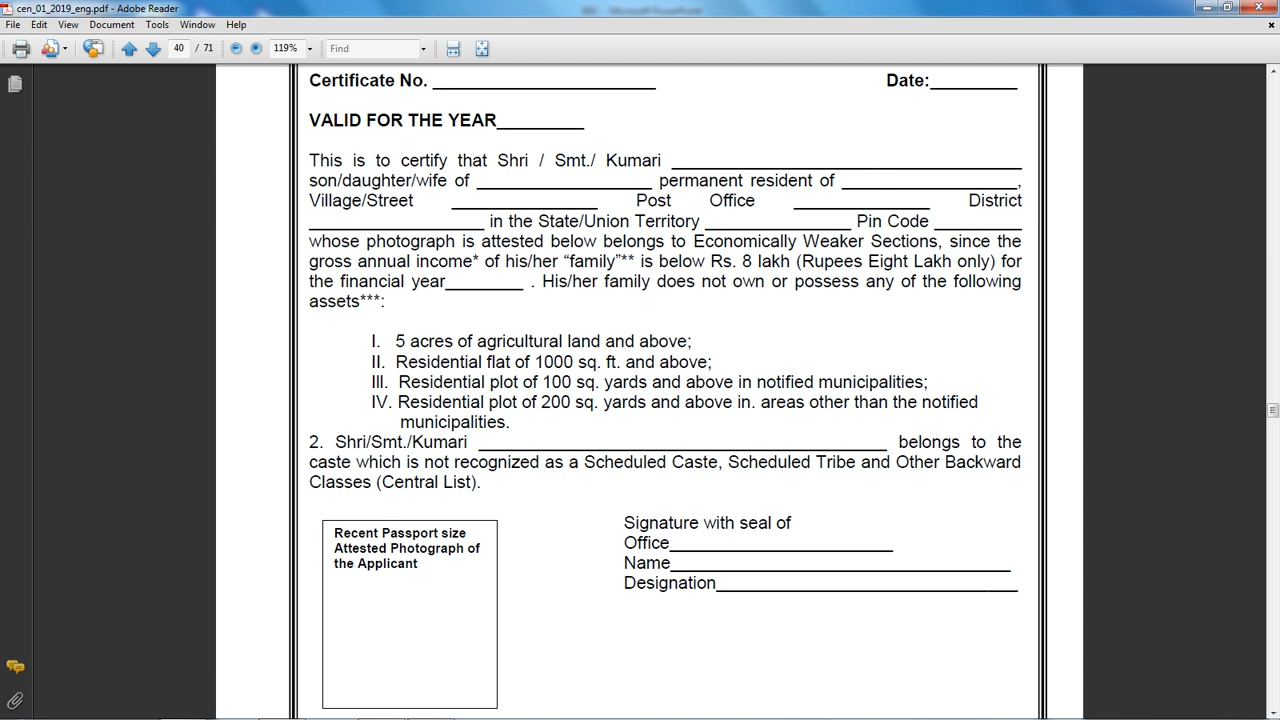 cen_01_2019_eng.pdf - Adobe Reader
File Edit View Document Tools Window Help
40 / 71 119% Find
Certificate No. ______________________ Date:_________
VALID FOR THE YEAR_________
This is to certify that Shri / Smt./ Kumari ___________________________________
son/daughter/wife of __________________ permanent resident of __________________,
Village/Street _______________ Post Office ______________ District
__________________ in the State/Union Territory _______________ Pin Code _________
whose photograph is attested below belongs to Economically Weaker Sections, since the
gross annual income* of his/her “family”** is below Rs. 8 lakh (Rupees Eight Lakh only) for
the financial year________ . His/her family does not own or possess any of the following
assets***:
I. 5 acres of agricultural land and above;
II. Residential flat of 1000 sq. ft. and above;
III. Residential plot of 100 sq. yards and above in notified municipalities;
IV. Residential plot of 200 sq. yards and above in. areas other than the notified
municipalities.
2. Shri/Smt./Kumari __________________________________________ belongs to the
caste which is not recognized as a Scheduled Caste, Scheduled Tribe and Other Backward
Classes (Central List).
Recent Passport size
Attested Photograph of
the Applicant
Signature with seal of
Office_______________________
Name___________________________________
Designation_______________________________